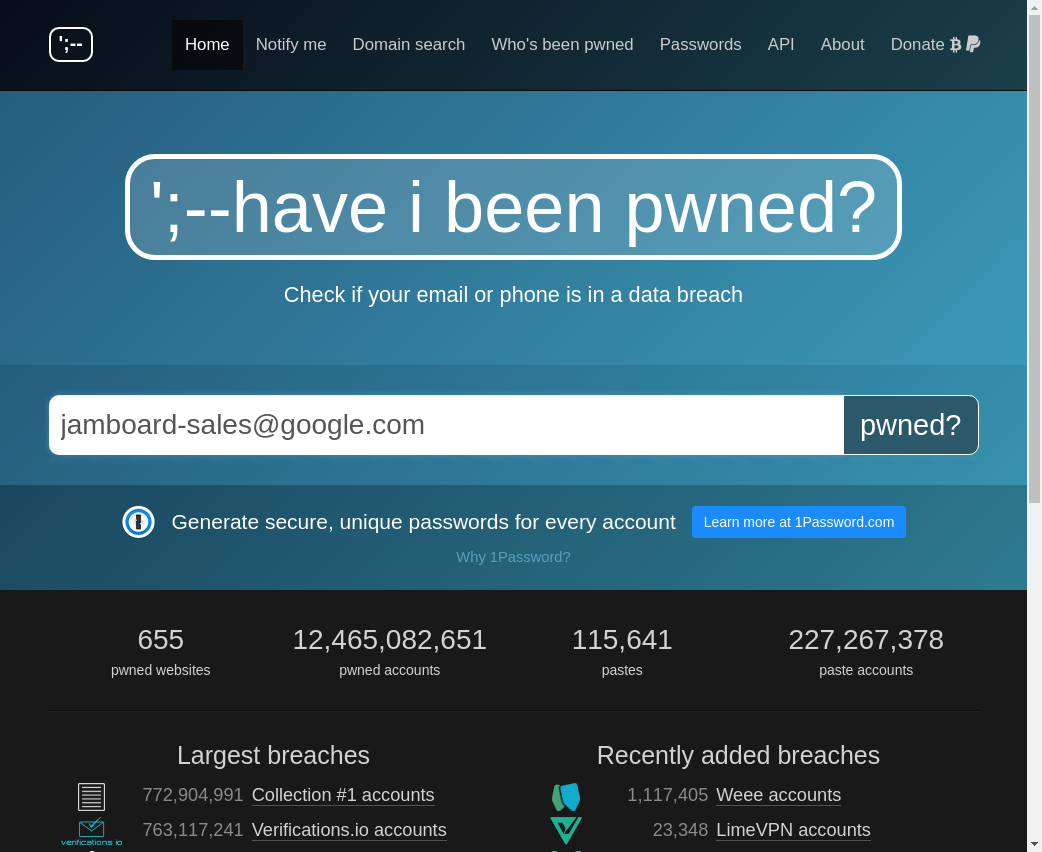 ';--
Home Notify me Domain search Who's been pwned Passwords API About Donate
';--have i been pwned?
Check if your email or phone is in a data breach
jamboard-sales@google.com pwned?
Generate secure, unique passwords for every account Learn more at 1Password.com
Why 1Password?
655 12,465,082,651 115,641 227,267,378
pwned websites pwned accounts pastes paste accounts
Largest breaches
772,904,991 Collection #1 accounts
verifications io 763,117,241 Verifications.io accounts
Recently added breaches
1,117,405 Weee accounts
23,348 LimeVPN accounts